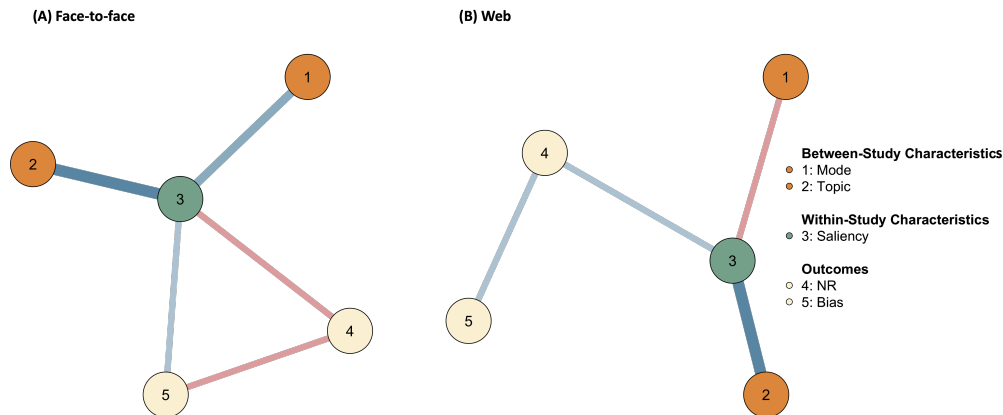 (A) Face-to-face
(B) Web
1
2
3
4
5
1
4
3
5
2
Between-Study Characteristics
1: Mode
2: Topic
Within-Study Characteristics
3: Saliency
Outcomes
4: NR
5: Bias